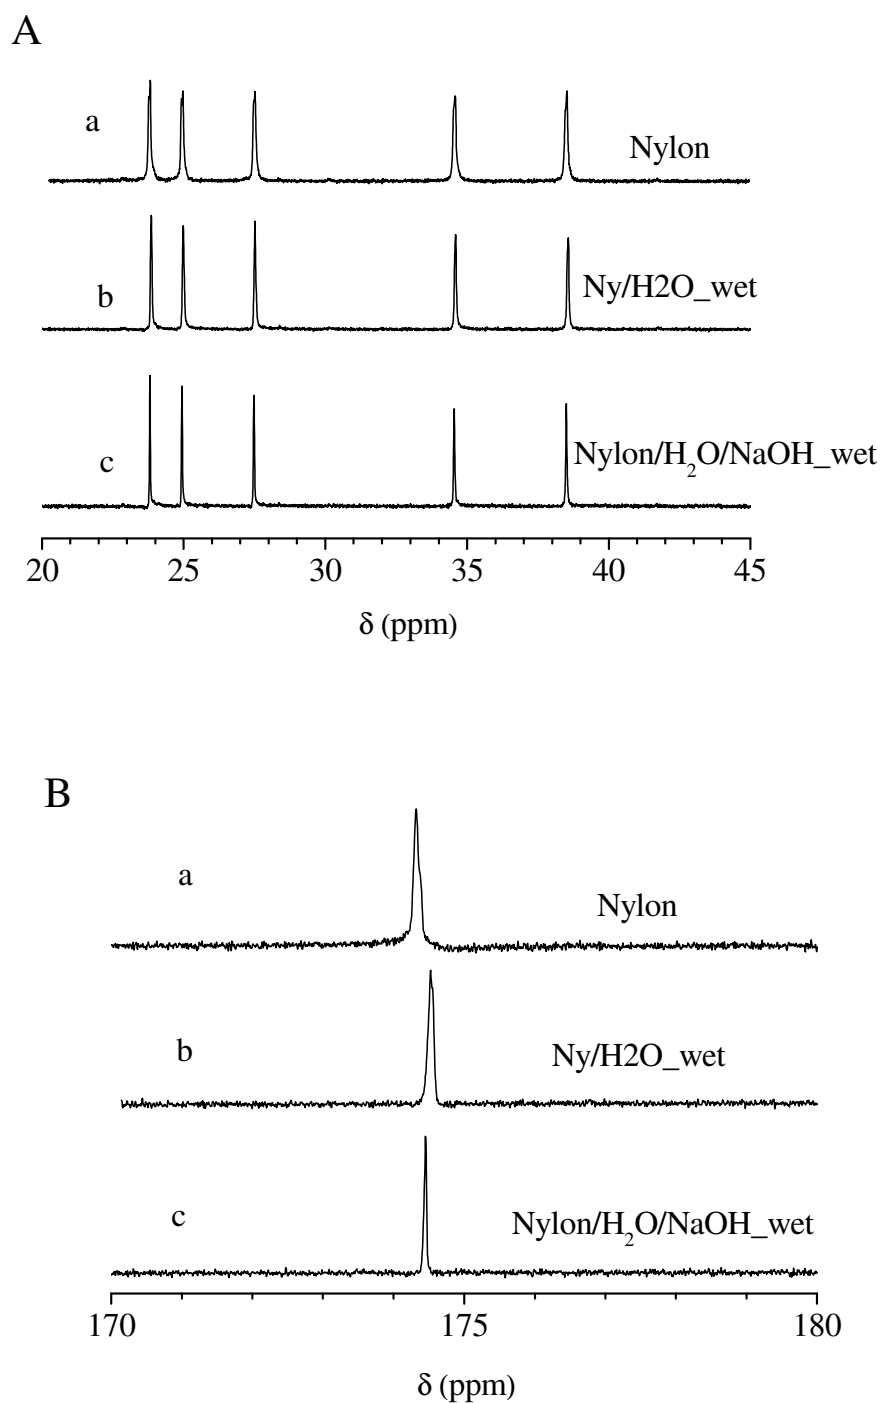 A
a
Nylon
b
Ny/H2O_wet
c
Nylon/H₂O/NaOH_wet
20 25 30 35 40 45
δ (ppm)
B
a
Nylon
b
Ny/H2O_wet
c
Nylon/H₂O/NaOH_wet
170 175 180
δ (ppm)